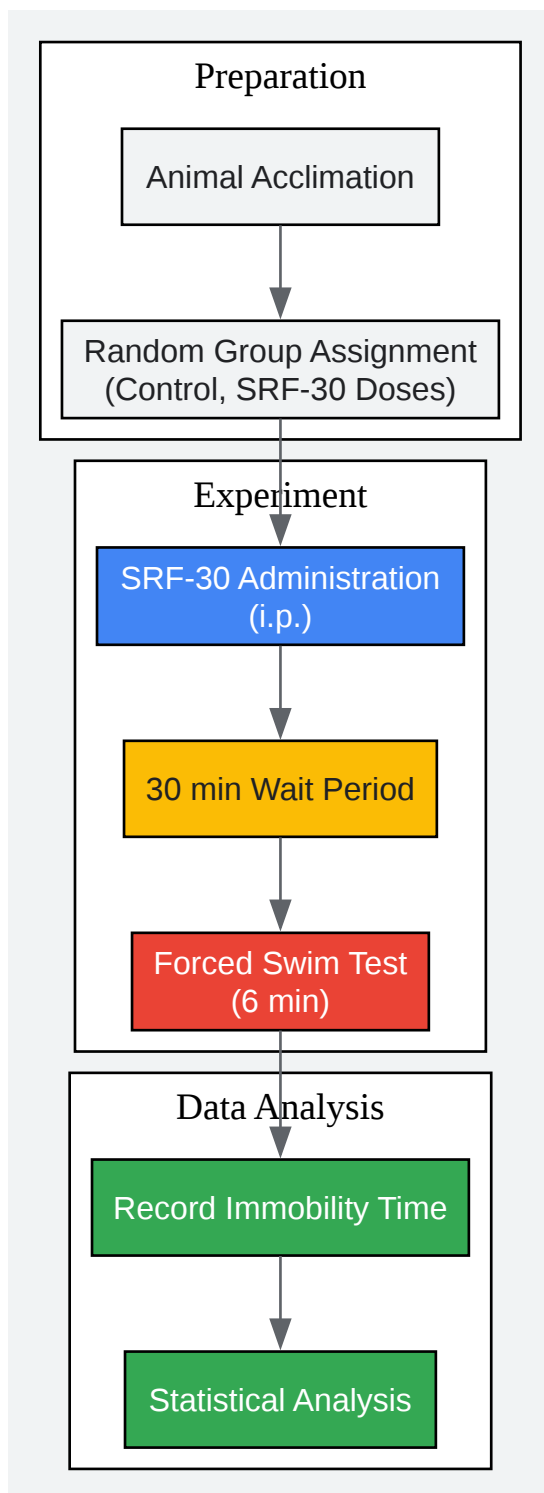 Preparation
Animal Acclimation
Random Group Assignment
(Control, SRF-30 Doses)
Experiment
SRF-30 Administration
(i.p.)
30 min Wait Period
Forced Swim Test
(6 min)
Data Analysis
Record Immobility Time
Statistical Analysis